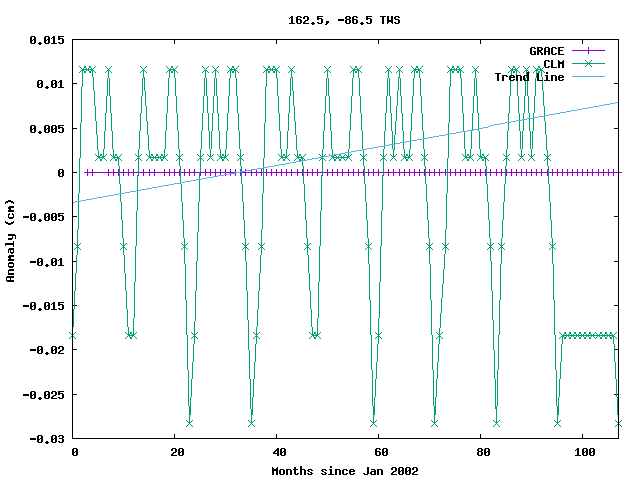 162.5, -86.5 TWS
GRACE
CLM
Trend Line
0.015
0.01
0.005
0
-0.005
-0.01
-0.015
-0.02
-0.025
-0.03
Anomaly (cm)
0 20 40 60 80 100
Months since Jan 2002